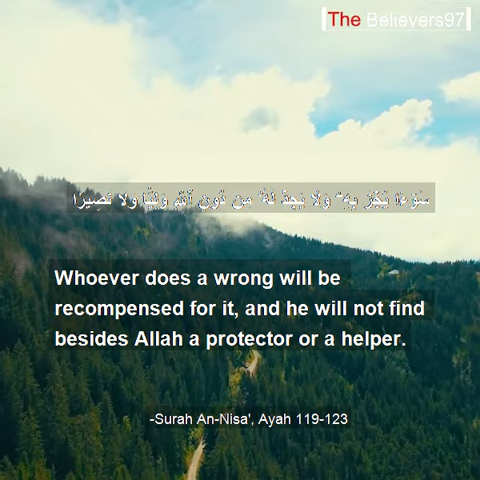 The Believers97
سُوٓءًا يُجْزَ بِهِۦ وَلَا يَجِدْ لَهُۥ مِن دُونِ ٱللَّهِ وَلِيًّا وَلَا نَصِيرًا
Whoever does a wrong will be
recompensed for it, and he will not find
besides Allah a protector or a helper.
-Surah An-Nisa', Ayah 119-123